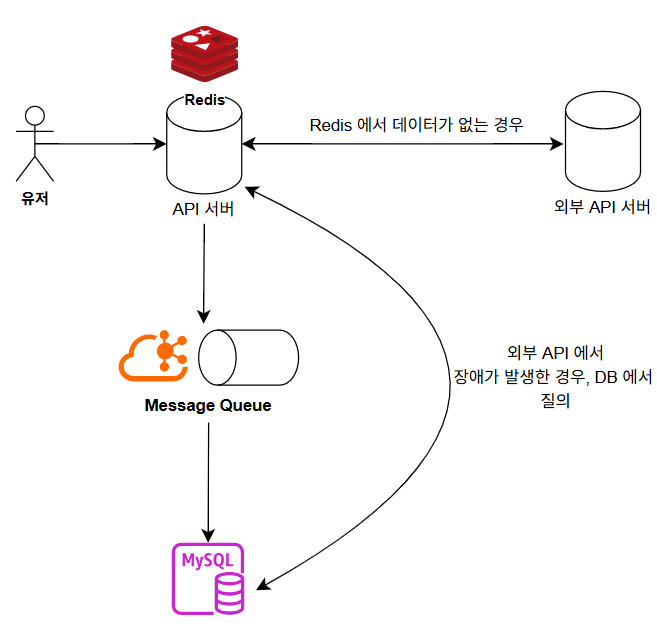 Redis
Redis 에서 데이터가 없는 경우
유저
API 서버
외부 API 서버
외부 API 에서
장애가 발생한 경우, DB 에서
질의
Message Queue
MySQL